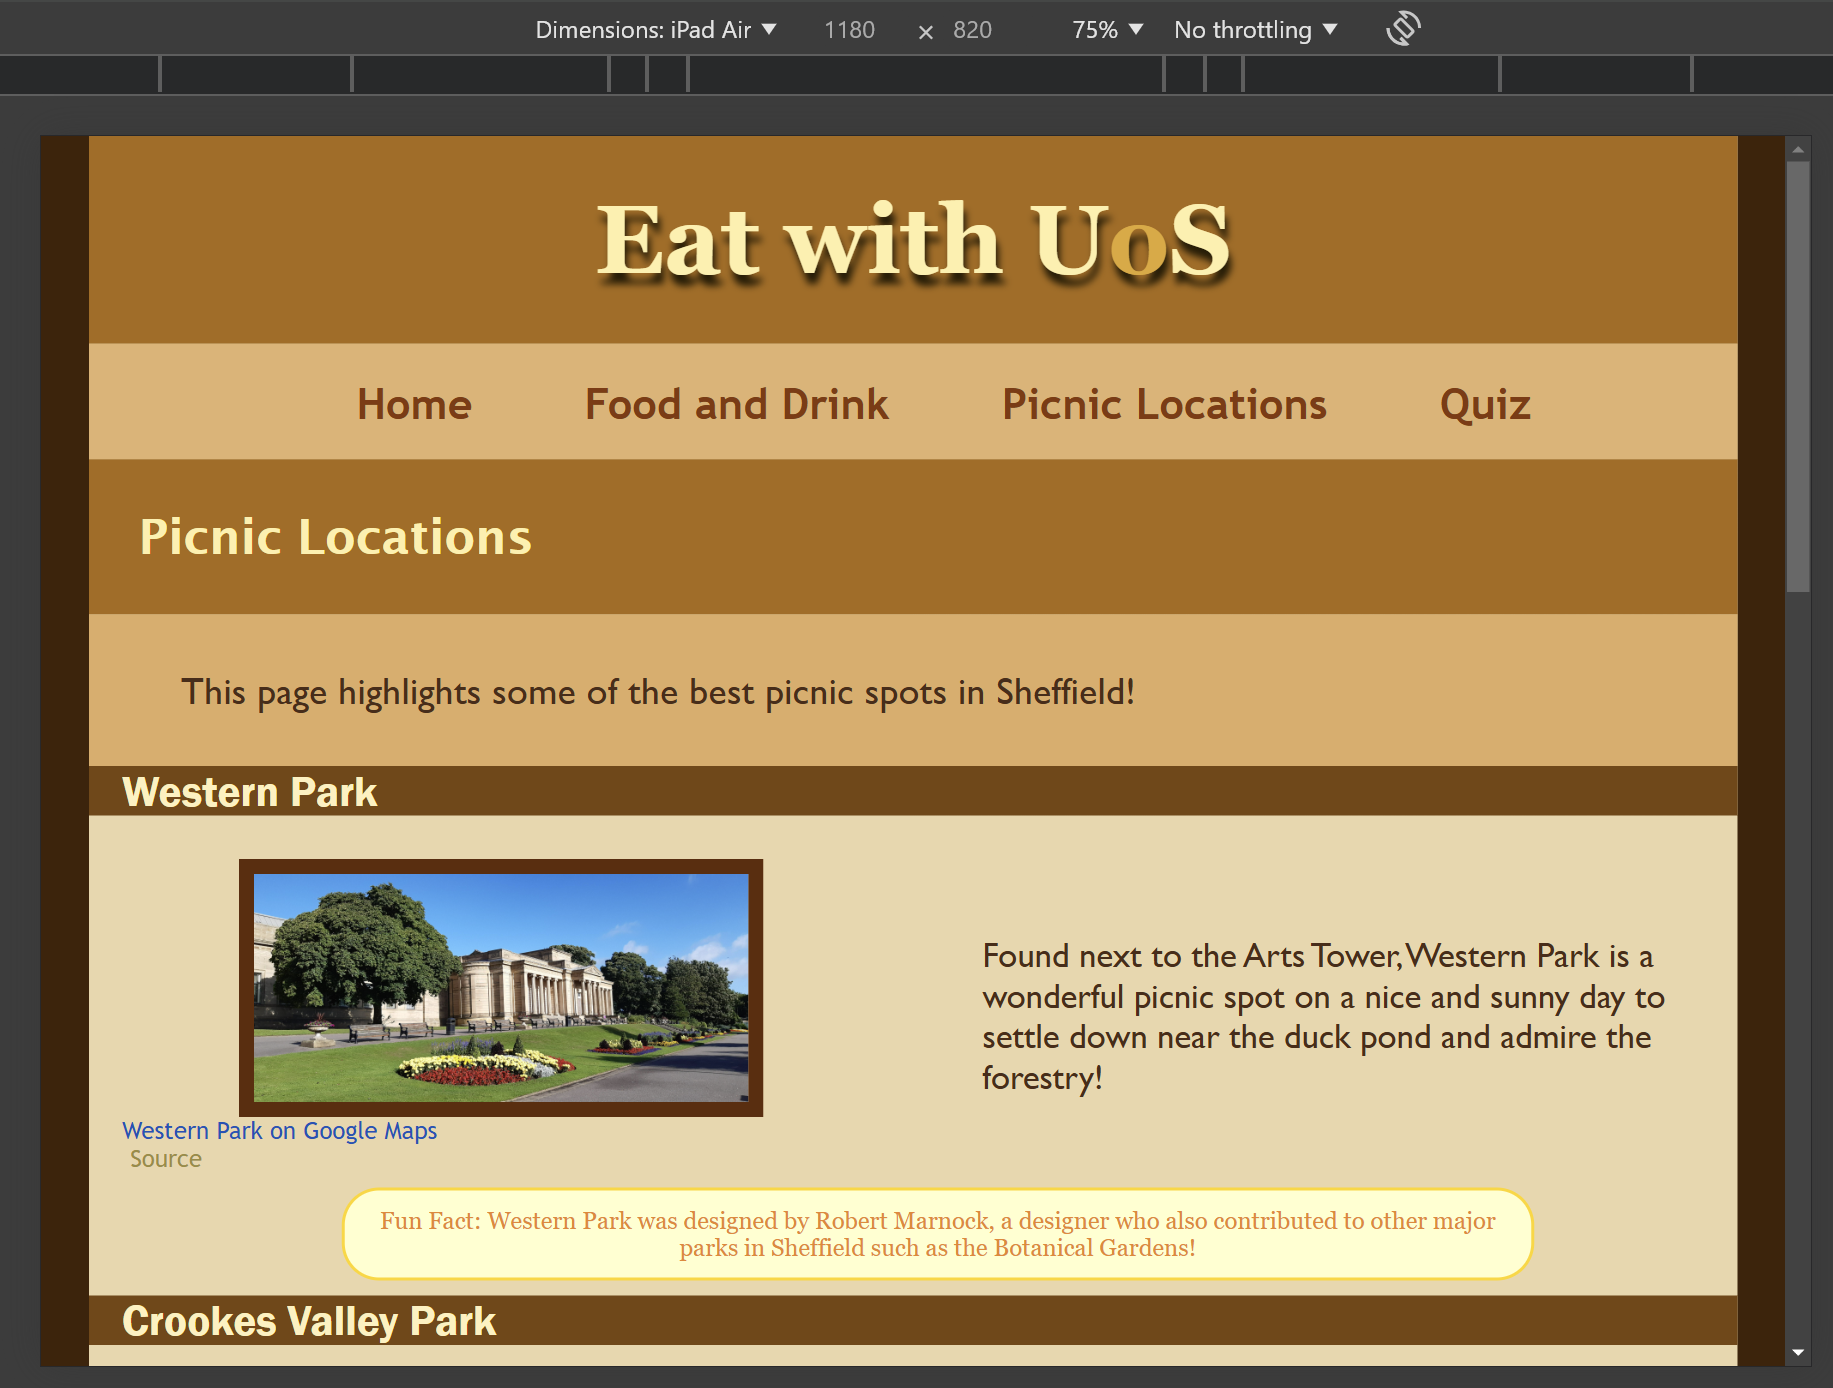 Dimensions: iPad Air ▼ 1180 × 820 75% ▼ No throttling ▼
Eat with UoS
Home Food and Drink Picnic Locations Quiz
Picnic Locations
This page highlights some of the best picnic spots in Sheffield!
Western Park
Found next to the Arts Tower, Western Park is a
wonderful picnic spot on a nice and sunny day to
settle down near the duck pond and admire the
forestry!
Western Park on Google Maps
Source
Fun Fact: Western Park was designed by Robert Marnock, a designer who also contributed to other major
parks in Sheffield such as the Botanical Gardens!
Crookes Valley Park